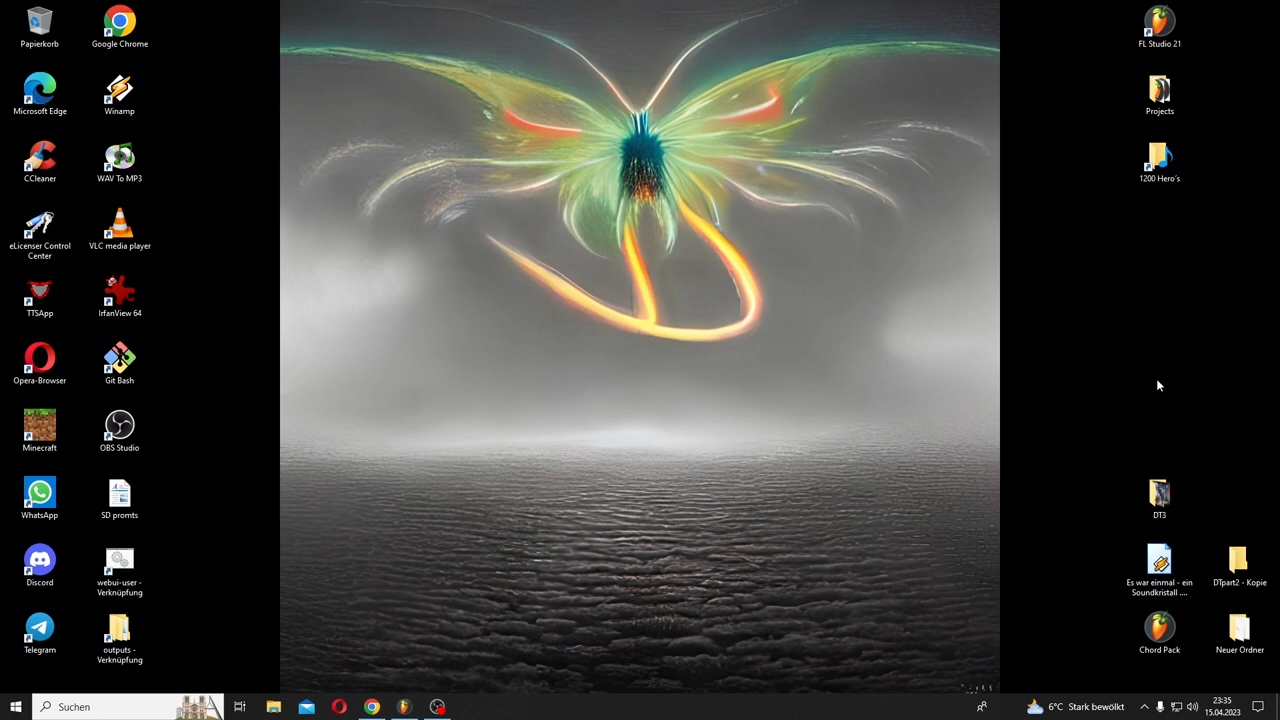 Papierkorb
Google Chrome
FL Studio 21
Microsoft Edge
Winamp
Projects
CCleaner
WAV To MP3
1200 Hero's
eLicenser Control
Center
VLC media player
TTSApp
IrfanView 64
Opera-Browser
Git Bash
Minecraft
OBS Studio
WhatsApp
SD promts
DT3
Discord
webui-user -
Verknüpfung
Es war einmal - ein
Soundkristall ....
DTpart2 - Kopie
Telegram
outputs -
Verknüpfung
Chord Pack
Neuer Ordner
Suchen
6°C Stark bewölkt
23:35
15.04.2023